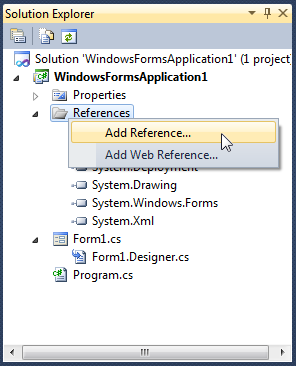 Solution Explorer
Solution 'WindowsFormsApplication1' (1 project)
WindowsFormsApplication1
Properties
References
Add Reference...
Add Web Reference...
System.Deployment
System.Drawing
System.Windows.Forms
System.Xml
Form1.cs
Form1.Designer.cs
Program.cs